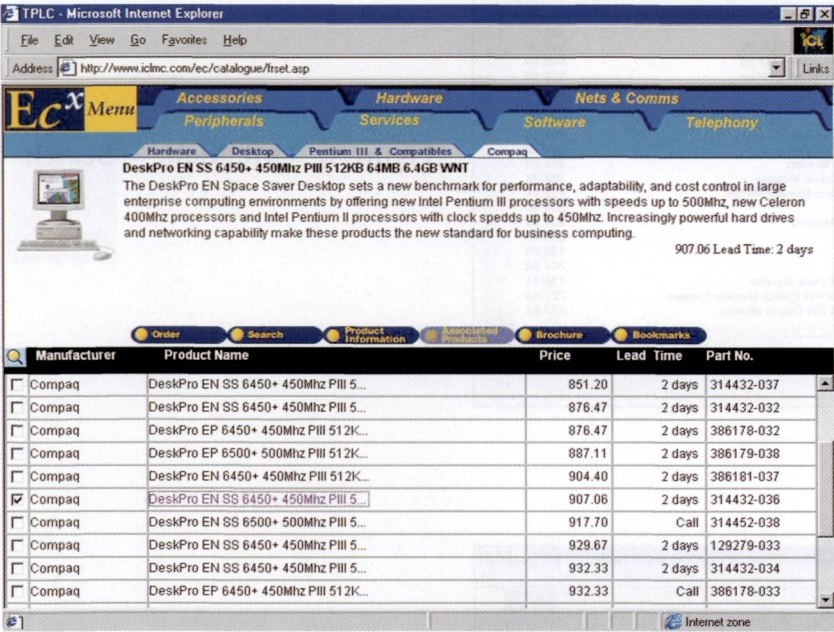 TPLC - Microsoft Internet Explorer
File Edit View Go Favorites Help
ICL
Address http://www.iclmc.com/ec/catalogue/frset.asp Links
Ecx Menu
Accessories Hardware Nets & Comms
Peripherals Services Software Telephony
Hardware Desktop Pentium III & Compatibles Compaq
DeskPro EN SS 6450+ 450Mhz PIII 512KB 64MB 6.4GB WNT
The DeskPro EN Space Saver Desktop sets a new benchmark for performance, adaptability, and cost control in large
enterprise computing environments by offering new Intel Pentium III processors with speeds up to 500Mhz, new Celeron
400Mhz processors and Intel Pentium II processors with clock spedds up to 450Mhz. Increasingly powerful hard drives
and networking capability make these products the new standard for business computing.
907.06 Lead Time: 2 days
Order Search Product Information Associated Products Brochure Bookmarks
Manufacturer Product Name Price Lead Time Part No.
Compaq DeskPro EN SS 6450+ 450Mhz PIII 5... 851.20 2 days 314432-037
Compaq DeskPro EN SS 6450+ 450Mhz PIII 5... 876.47 2 days 314432-032
Compaq DeskPro EP 6450+ 450Mhz PIII 512K... 876.47 2 days 386178-032
Compaq DeskPro EP 6500+ 500Mhz PIII 512K... 887.11 2 days 386179-038
Compaq DeskPro EN 6450+ 450Mhz PIII 512K... 904.40 2 days 386181-037
Compaq DeskPro EN SS 6450+ 450Mhz PIII 5... 907.06 2 days 314432-036
Compaq DeskPro EN SS 6500+ 500Mhz PIII 5... 917.70 Call 314452-038
Compaq DeskPro EN SS 6450+ 450Mhz PIII 5... 929.67 2 days 129279-033
Compaq DeskPro EN SS 6450+ 450Mhz PIII 5... 932.33 2 days 314432-034
Compaq DeskPro EP 6450+ 450Mhz PIII 512K... 932.33 Call 386178-033
Internet zone